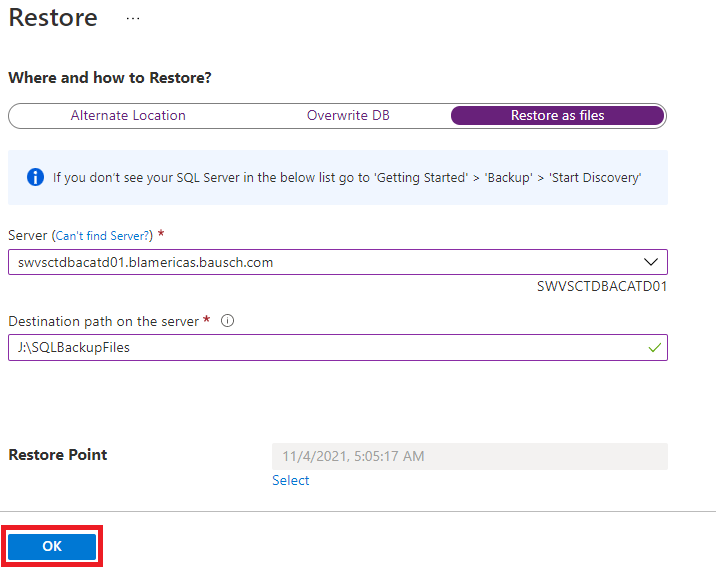 Restore ...
Where and how to Restore?
Alternate Location Overwrite DB Restore as files
If you don't see your SQL Server in the below list go to 'Getting Started' > 'Backup' > 'Start Discovery'
Server (Can't find Server?) *
swvsctdbacatd01.blamericas.bausch.com
SWVSCTDBACATD01
Destination path on the server *
J:\SQLBackupFiles
Restore Point 11/4/2021, 5:05:17 AM
Select
OK